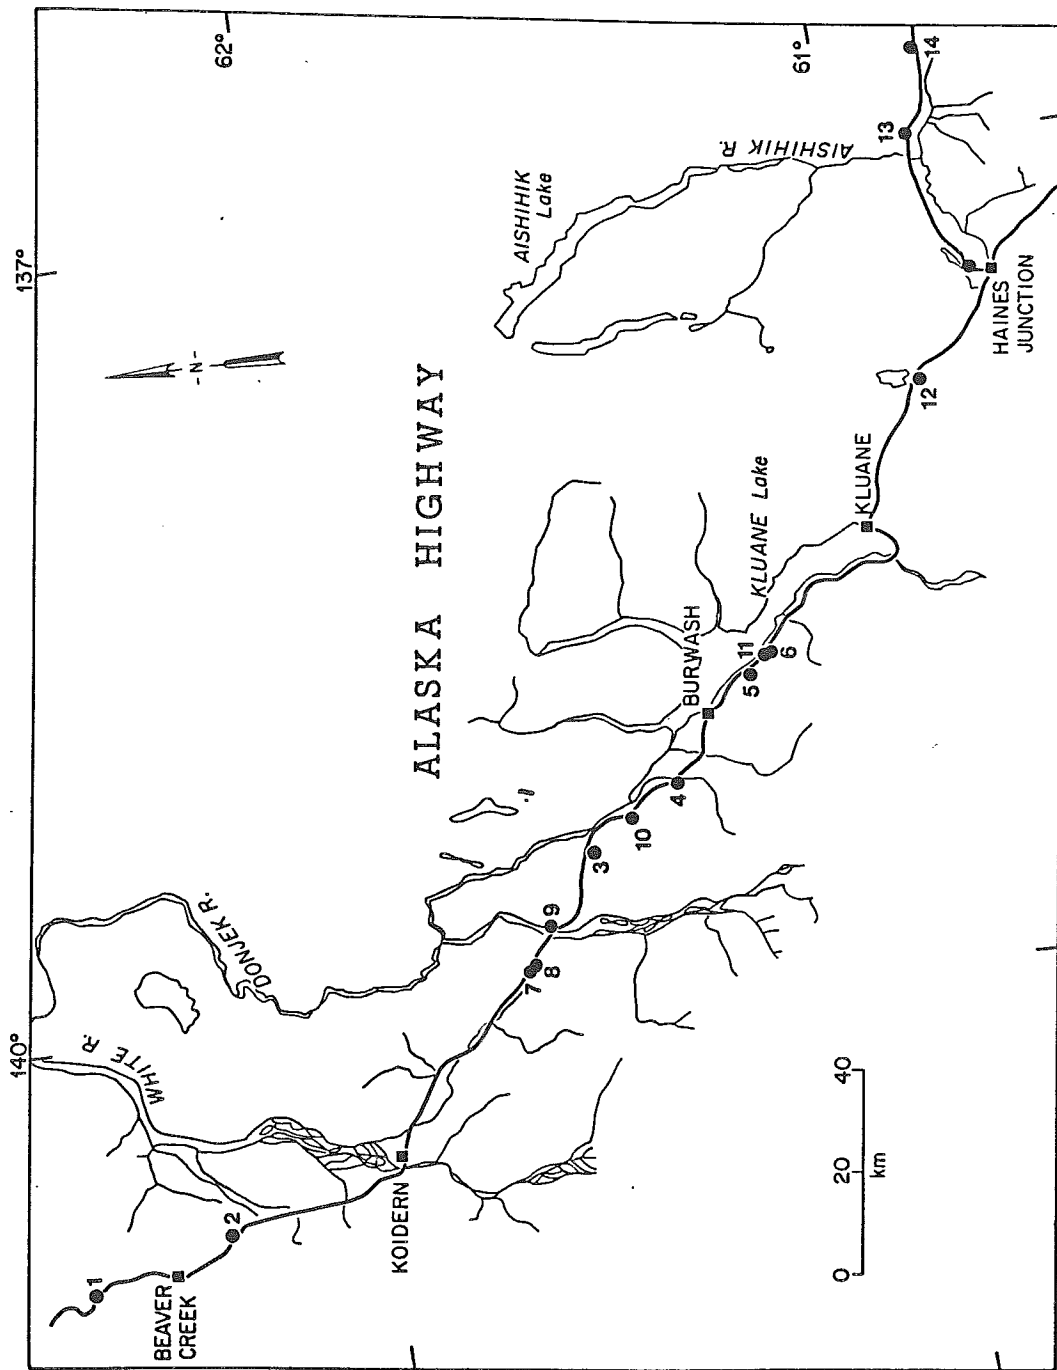 140°
137°
62°
61°
- N -
ALASKA HIGHWAY
WHITE R.
DONJEK R.
AISHIHIK
Lake
AISHIHIK R.
KLUANE Lake
BEAVER
CREEK
KOIDERN
BURWASH
KLUANE
HAINES
JUNCTION
1
2
7
8
9
3
10
4
5
11
6
12
13
14
0
20
40
km